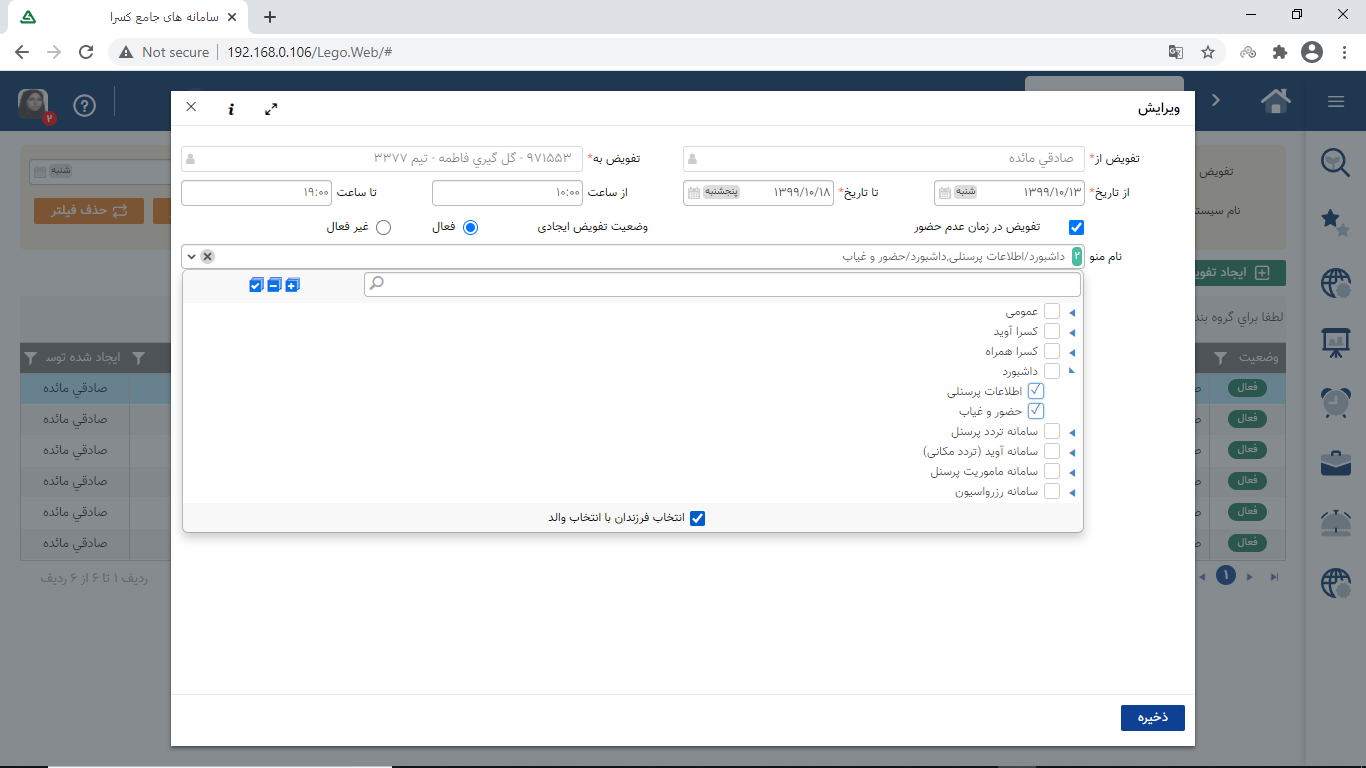 سامانه های جامع کسرا
Not secure
192.168.0.106/Lego.Web/#
۲
ویرایش
تفویض از* صادقي مائده تفویض به* ۹۷۱۵۵۳ - گل گيري فاطمه - تیم ۳۳۷۷
از تاریخ* ۱۳۹۹/۱۰/۱۳ شنبه تا تاریخ* ۱۳۹۹/۱۰/۱۸ پنجشنبه از ساعت ۱۰:۰۰ تا ساعت ۱۹:۰۰
تفویض در زمان عدم حضور وضعیت تفویض ایجادی فعال غیر فعال
نام منو ۲ داشبورد/اطلاعات پرسنلی,داشبورد/حضور و غیاب
عمومی
کسرا آوید
کسرا همراه
داشبورد
اطلاعات پرسنلی
حضور و غیاب
سامانه تردد پرسنل
سامانه آوید (تردد مکانی)
سامانه ماموریت پرسنل
سامانه رزرواسیون
انتخاب فرزندان با انتخاب والد
ذخیره
تفویض
شنبه
نام
حذف فیلتر
ایجاد
لطفا براي گروه
وضعیت ایجاد شده
فعال صادقي مائده
فعال صادقي مائده
فعال صادقي مائده
فعال صادقي مائده
فعال صادقي مائده
فعال صادقي مائده
۱
ردیف ۱ تا ۶ از ۶ ردیف